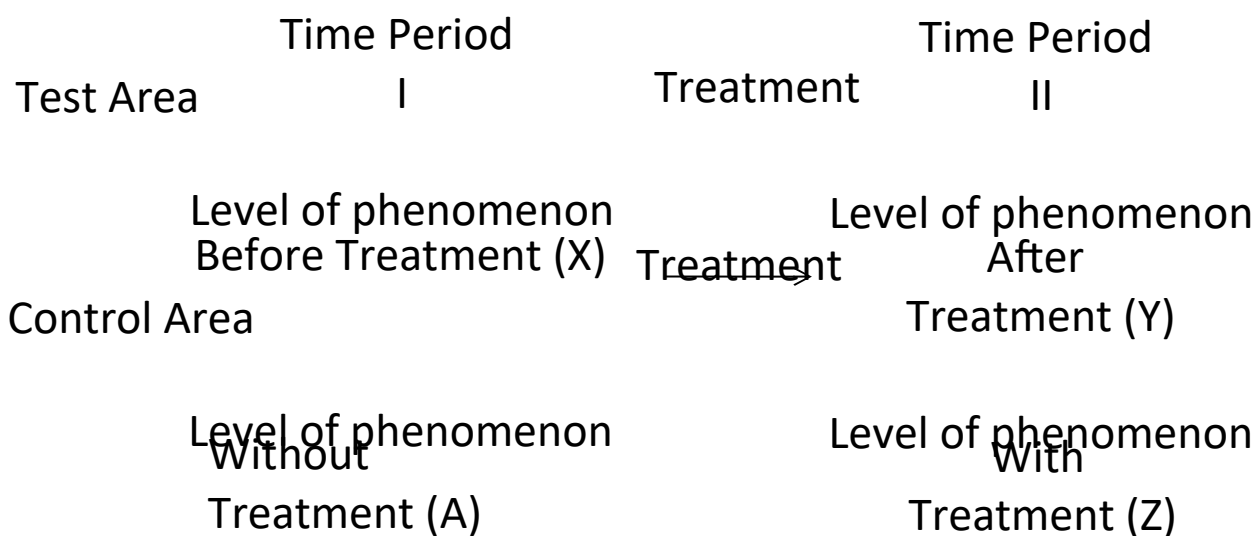 Time Period
I
Test Area
Treatment
Time Period
II
Level of phenomenon
Before Treatment (X)
Treatment
Level of phenomenon
After
Treatment (Y)
Control Area
Level of phenomenon
Without
Treatment (A)
Level of phenomenon
With
Treatment (Z)